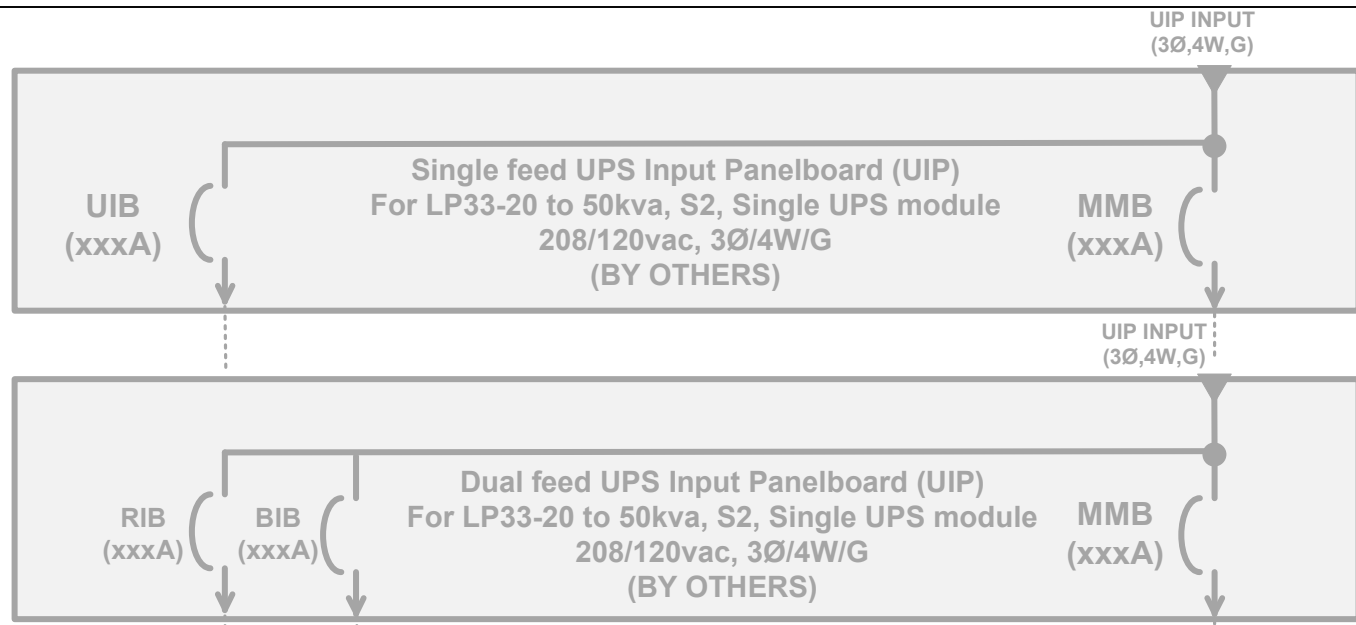 UIP INPUT
(3Ø,4W,G)
Single feed UPS Input Panelboard (UIP)
For LP33-20 to 50kva, S2, Single UPS module
208/120vac, 3Ø/4W/G
(BY OTHERS)
UIB
(xxxA)
MMB
(xxxA)
UIP INPUT
(3Ø,4W,G)
Dual feed UPS Input Panelboard (UIP)
For LP33-20 to 50kva, S2, Single UPS module
208/120vac, 3Ø/4W/G
(BY OTHERS)
RIB
(xxxA)
BIB
(xxxA)
MMB
(xxxA)